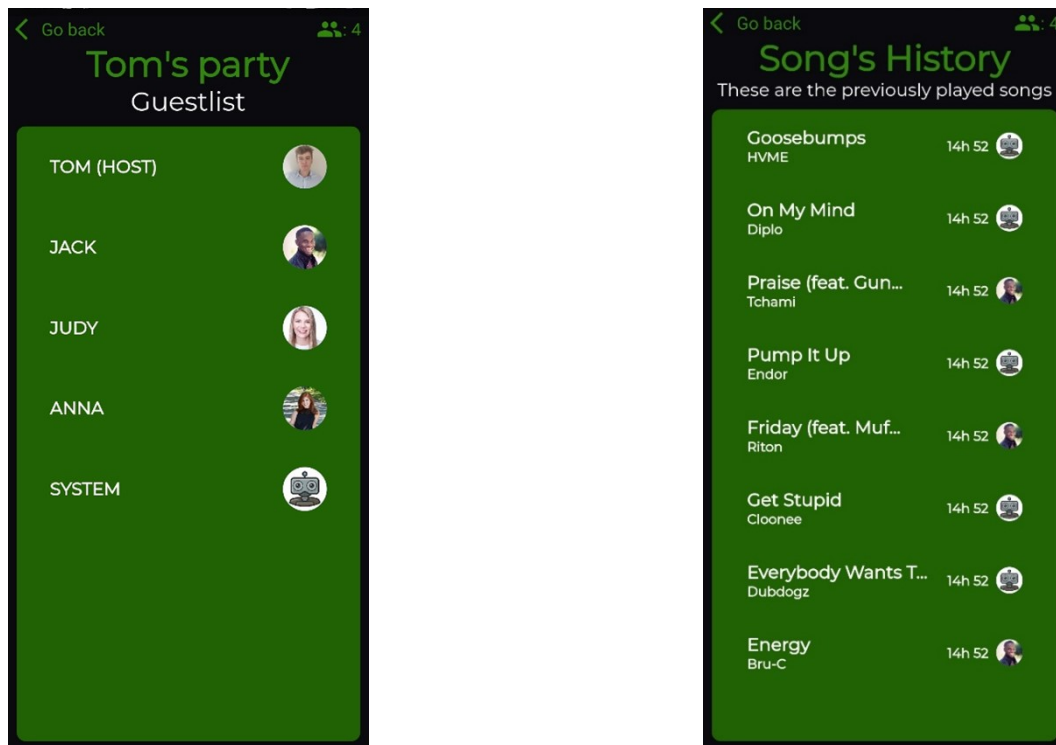 Go back
: 4
Tom's party
Guestlist
TOM (HOST)
JACK
JUDY
ANNA
SYSTEM
Go back
: 4
Song's History
These are the previously played songs
Goosebumps
HVME
14h 52
On My Mind
Diplo
14h 52
Praise (feat. Gun...
Tchami
14h 52
Pump It Up
Endor
14h 52
Friday (feat. Muf...
Riton
14h 52
Get Stupid
Cloonee
14h 52
Everybody Wants T...
Dubdogz
14h 52
Energy
Bru-C
14h 52